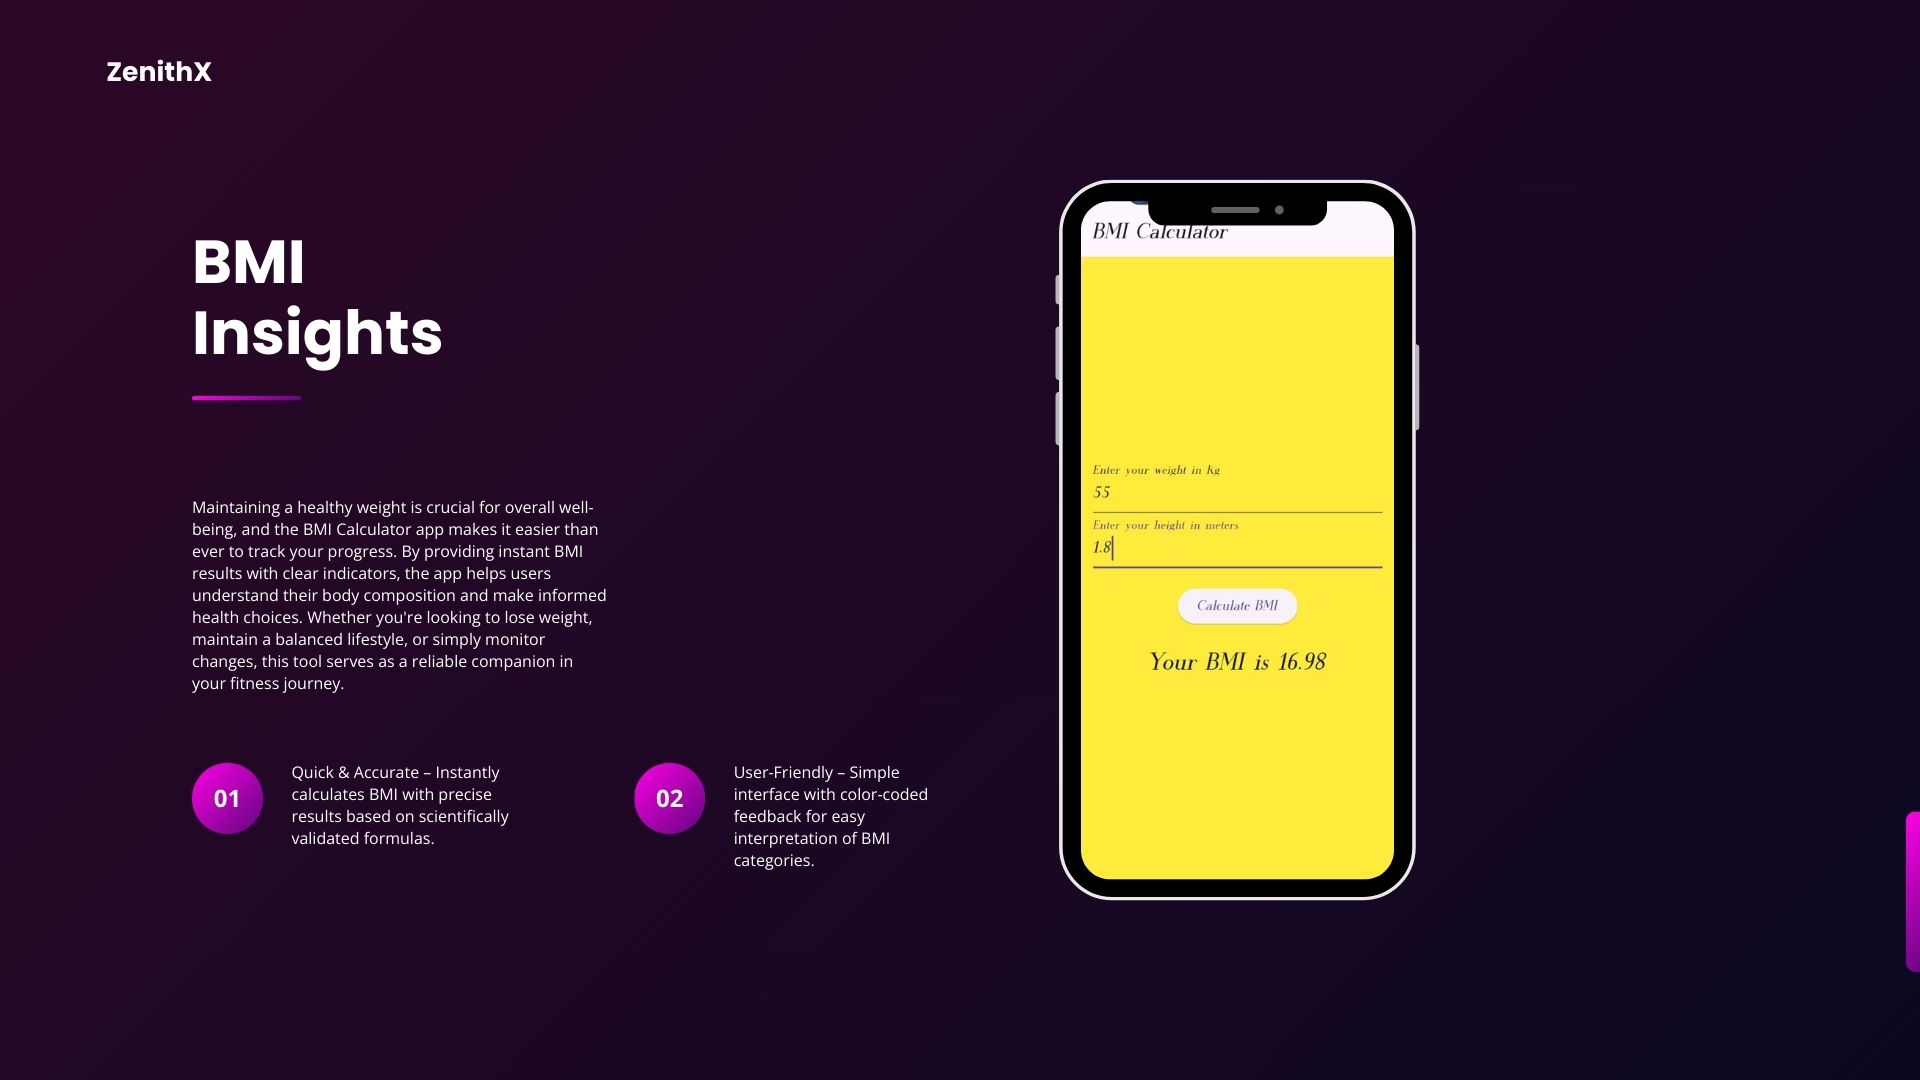 ZenithX
BMI
Insights
Maintaining a healthy weight is crucial for overall well-
being, and the BMI Calculator app makes it easier than
ever to track your progress. By providing instant BMI
results with clear indicators, the app helps users
understand their body composition and make informed
health choices. Whether you're looking to lose weight,
maintain a balanced lifestyle, or simply monitor
changes, this tool serves as a reliable companion in
your fitness journey.
01
Quick & Accurate – Instantly
calculates BMI with precise
results based on scientifically
validated formulas.
02
User-Friendly – Simple
interface with color-coded
feedback for easy
interpretation of BMI
categories.
BMI Calculator
Enter your weight in Kg
55
Enter your height in meters
1.8
Calculate BMI
Your BMI is 16.98